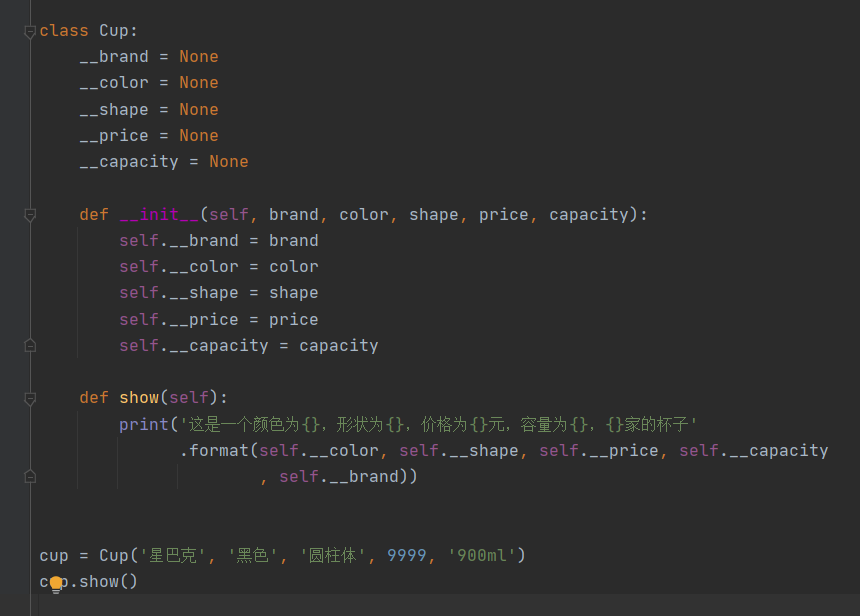 class Cup:
    __brand = None
    __color = None
    __shape = None
    __price = None
    __capacity = None
    def __init__(self, brand, color, shape, price, capacity):
        self.__brand = brand
        self.__color = color
        self.__shape = shape
        self.__price = price
        self.__capacity = capacity
    def show(self):
        print('这是一个颜色为{}，形状为{}，价格为{}元，容量为{}，{}家的杯子'
              .format(self.__color, self.__shape, self.__price, self.__capacity
                      , self.__brand))
cup = Cup('星巴克', '黑色', '圆柱体', 9999, '900ml')
cup.show()